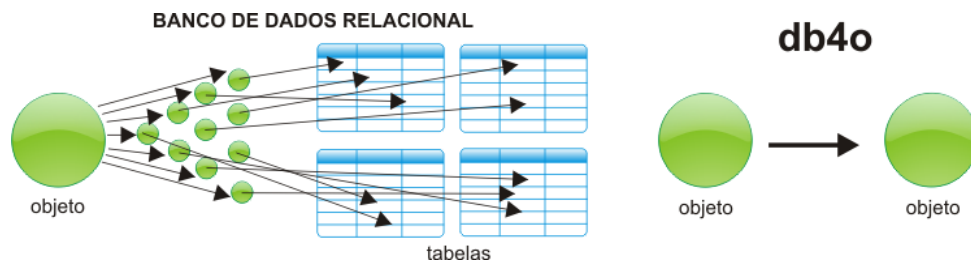 BANCO DE DADOS RELACIONAL
objeto
tabelas
db4o
objeto
objeto